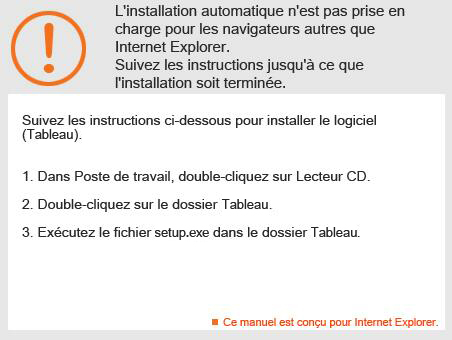 L'installation automatique n'est pas prise en
charge pour les navigateurs autres que
Internet Explorer.
Suivez les instructions jusqu'à ce que
l'installation soit terminée.
Suivez les instructions ci-dessous pour installer le logiciel
(Tableau).
1. Dans Poste de travail, double-cliquez sur Lecteur CD.
2. Double-cliquez sur le dossier Tableau.
3. Exécutez le fichier setup.exe dans le dossier Tableau.
Ce manuel est conçu pour Internet Explorer.